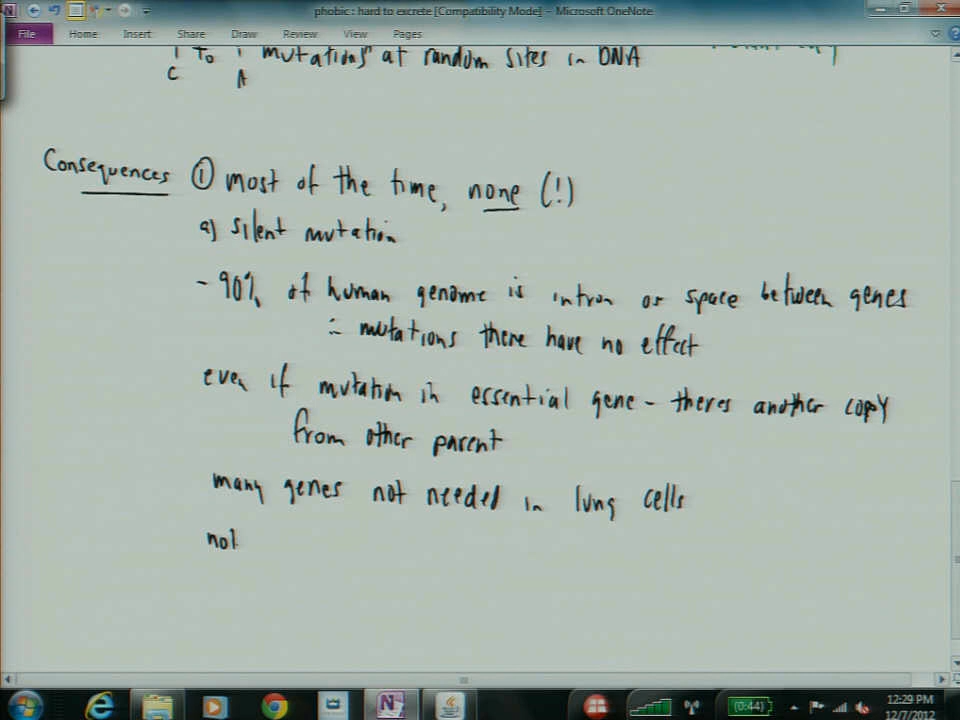 phobic : hard to excrete [Compatibility Mode] - Microsoft OneNote
File Home Insert Share Draw Review View Pages
to mutations at random sites in DNA
C A
Consequences ① most of the time, none (!)
a) silent mutation
- 90% of human genome is intron or space between genes
∴ mutations there have no effect
even if mutation in essential gene - theres another copy
from other parent
many genes not needed in lung cells
not
(0:44)
12:29 PM
12/7/2012